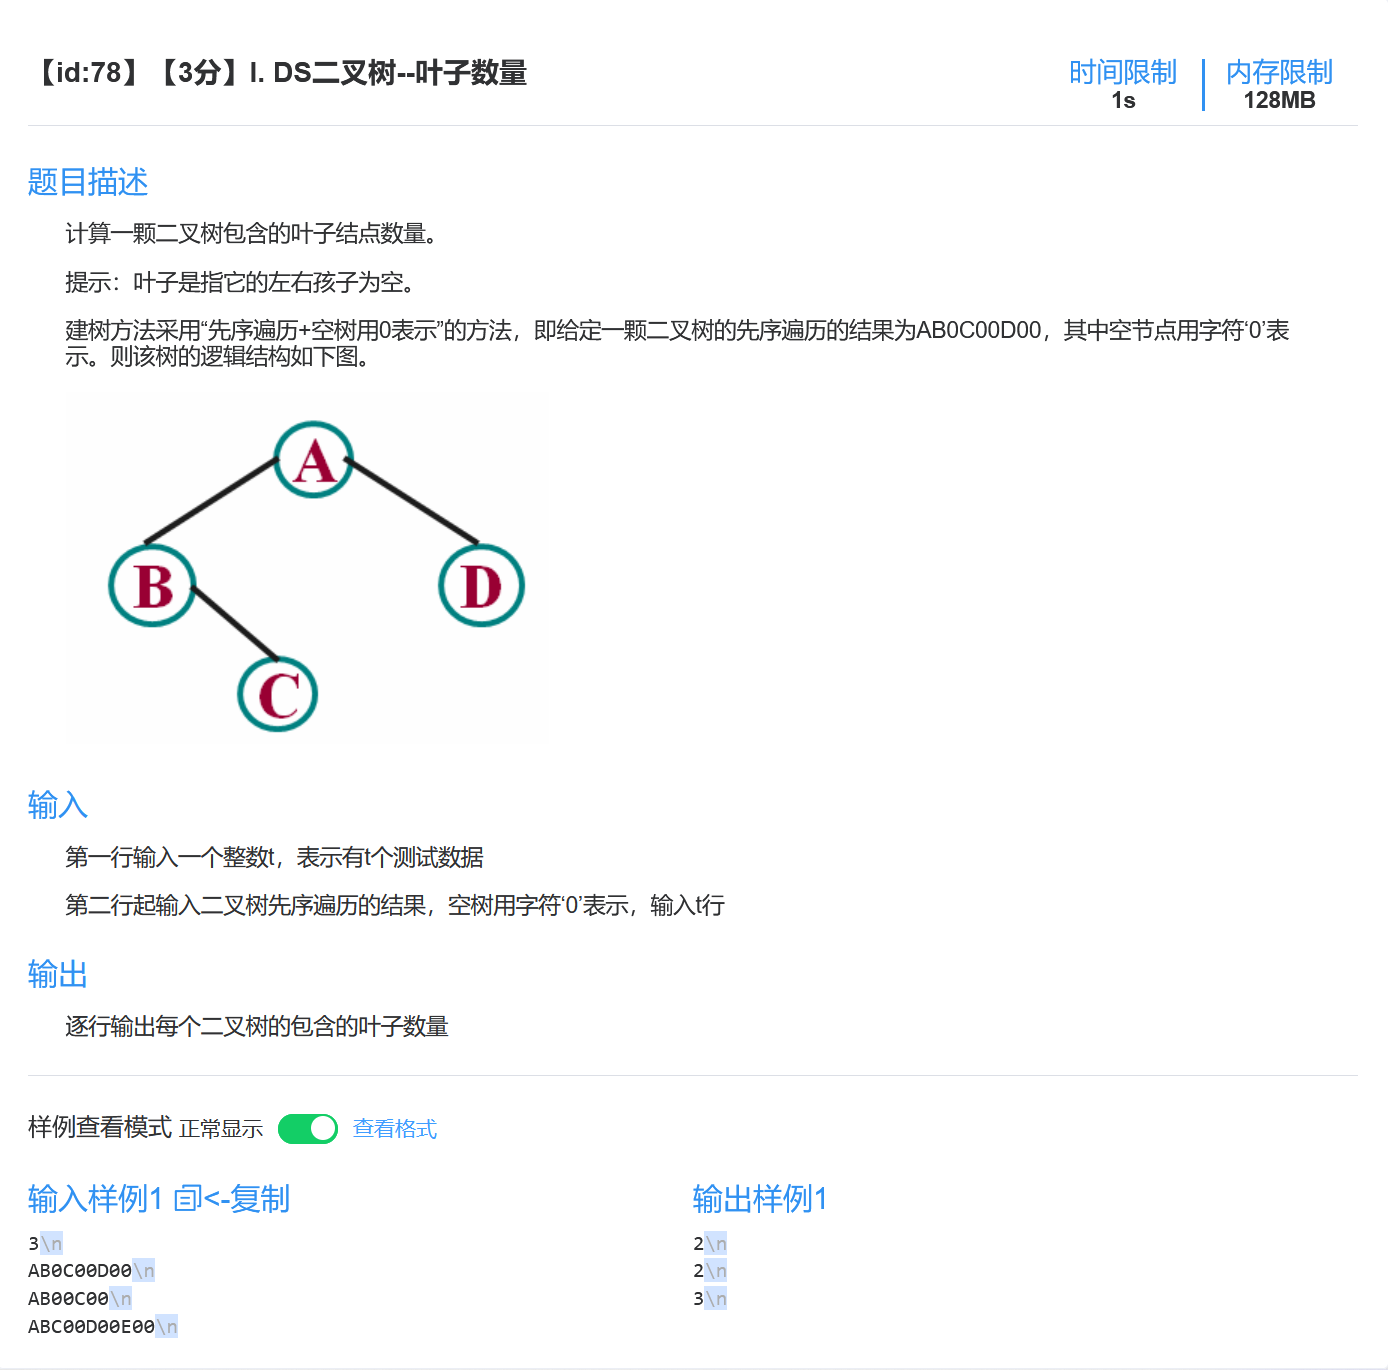 【id:78】【3分】I. DS二叉树--叶子数量
时间限制
1s
内存限制
128MB
题目描述
计算一颗二叉树包含的叶子结点数量。
提示：叶子是指它的左右孩子为空。
建树方法采用“先序遍历+空树用0表示”的方法，即给定一颗二叉树的先序遍历的结果为AB0C00D00，其中空节点用字符‘0’表
示。则该树的逻辑结构如下图。
A
B
D
C
输入
第一行输入一个整数t，表示有t个测试数据
第二行起输入二叉树先序遍历的结果，空树用字符‘0’表示，输入t行
输出
逐行输出每个二叉树的包含的叶子数量
样例查看模式 正常显示 查看格式
输入样例1 <-复制
3\n
AB0C00D00\n
AB00C00\n
ABC00D00E00\n
输出样例1
2\n
2\n
3\n